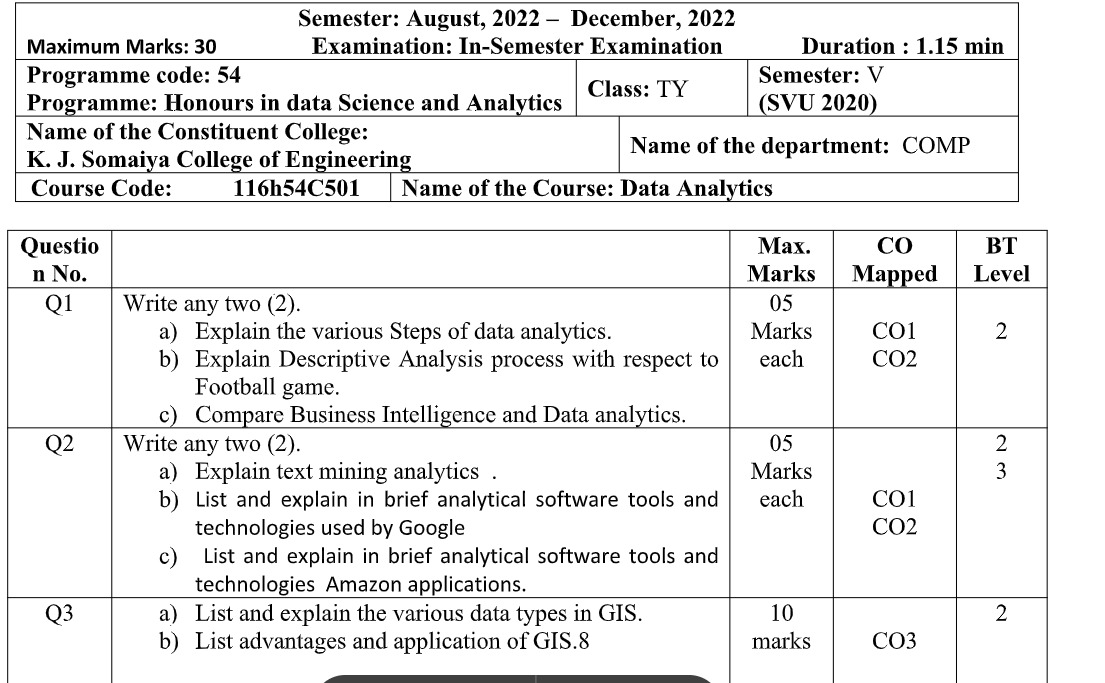 Semester: August, 2022 – December, 2022
Maximum Marks: 30 Examination: In-Semester Examination Duration : 1.15 min
Programme code: 54
Programme: Honours in data Science and Analytics
Class: TY
Semester: V
(SVU 2020)
Name of the Constituent College:
K. J. Somaiya College of Engineering
Name of the department: COMP
Course Code: 116h54C501 Name of the Course: Data Analytics
Questio
n No.
Max.
Marks
CO
Mapped
BT
Level
Q1
Write any two (2).
a) Explain the various Steps of data analytics.
b) Explain Descriptive Analysis process with respect to
Football game.
c) Compare Business Intelligence and Data analytics.
05
Marks
each
CO1
CO2
2
Q2
Write any two (2).
a) Explain text mining analytics .
b) List and explain in brief analytical software tools and
technologies used by Google
c) List and explain in brief analytical software tools and
technologies Amazon applications.
05
Marks
each
CO1
CO2
2
3
Q3
a) List and explain the various data types in GIS.
b) List advantages and application of GIS.8
10
marks
CO3
2